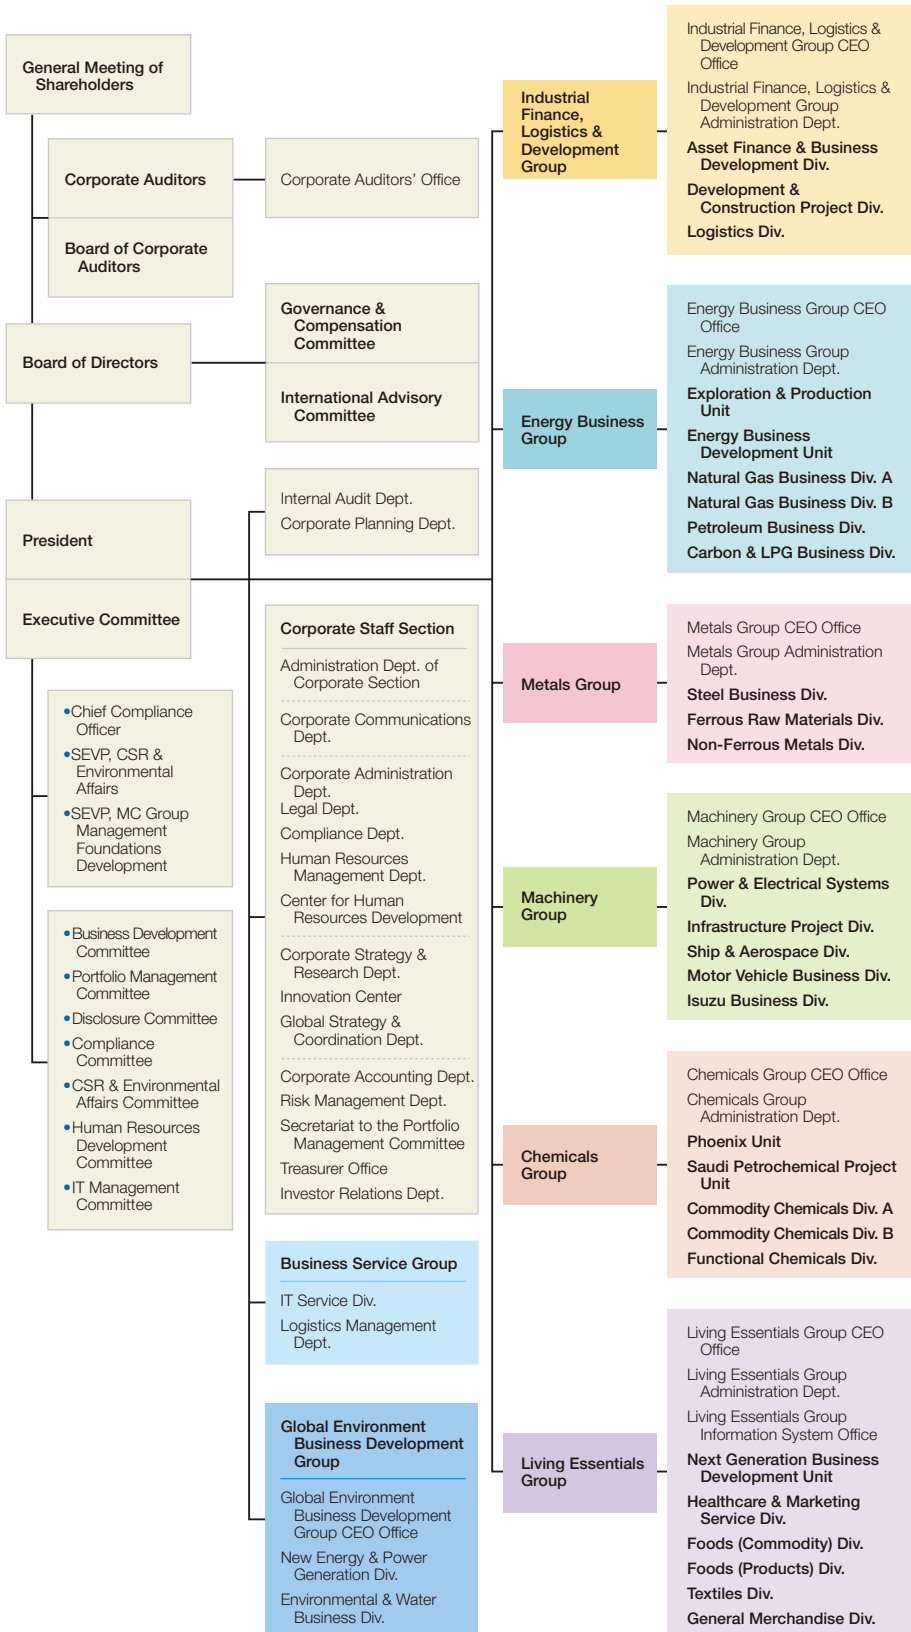 General Meeting of
Shareholders
Corporate Auditors
Board of Corporate
Auditors
Corporate Auditors’ Office
Board of Directors
Governance &
Compensation
Committee
International Advisory
Committee
President
Executive Committee
•Chief Compliance
Officer
•SEVP, CSR &
Environmental
Affairs
•SEVP, MC Group
Management
Foundations
Development
•Business Development
Committee
•Portfolio Management
Committee
•Disclosure Committee
•Compliance
Committee
•CSR & Environmental
Affairs Committee
•Human Resources
Development
Committee
•IT Management
Committee
Internal Audit Dept.
Corporate Planning Dept.
Corporate Staff Section
Administration Dept. of
Corporate Section
Corporate Communications
Dept.
Corporate Administration
Dept.
Legal Dept.
Compliance Dept.
Human Resources
Management Dept.
Center for Human
Resources Development
Corporate Strategy &
Research Dept.
Innovation Center
Global Strategy &
Coordination Dept.
Corporate Accounting Dept.
Risk Management Dept.
Secretariat to the Portfolio
Management Committee
Treasurer Office
Investor Relations Dept.
Business Service Group
IT Service Div.
Logistics Management
Dept.
Global Environment
Business Development
Group
Global Environment
Business Development
Group CEO Office
New Energy & Power
Generation Div.
Environmental & Water
Business Div.
Industrial
Finance,
Logistics &
Development
Group
Industrial Finance, Logistics &
Development Group CEO
Office
Industrial Finance, Logistics &
Development Group
Administration Dept.
Asset Finance & Business
Development Div.
Development &
Construction Project Div.
Logistics Div.
Energy Business
Group
Energy Business Group CEO
Office
Energy Business Group
Administration Dept.
Exploration & Production
Unit
Energy Business
Development Unit
Natural Gas Business Div. A
Natural Gas Business Div. B
Petroleum Business Div.
Carbon & LPG Business Div.
Metals Group
Metals Group CEO Office
Metals Group Administration
Dept.
Steel Business Div.
Ferrous Raw Materials Div.
Non-Ferrous Metals Div.
Machinery
Group
Machinery Group CEO Office
Machinery Group
Administration Dept.
Power & Electrical Systems
Div.
Infrastructure Project Div.
Ship & Aerospace Div.
Motor Vehicle Business Div.
Isuzu Business Div.
Chemicals
Group
Chemicals Group CEO Office
Chemicals Group
Administration Dept.
Phoenix Unit
Saudi Petrochemical Project
Unit
Commodity Chemicals Div. A
Commodity Chemicals Div. B
Functional Chemicals Div.
Living Essentials
Group
Living Essentials Group CEO
Office
Living Essentials Group
Administration Dept.
Living Essentials Group
Information System Office
Next Generation Business
Development Unit
Healthcare & Marketing
Service Div.
Foods (Commodity) Div.
Foods (Products) Div.
Textiles Div.
General Merchandise Div.